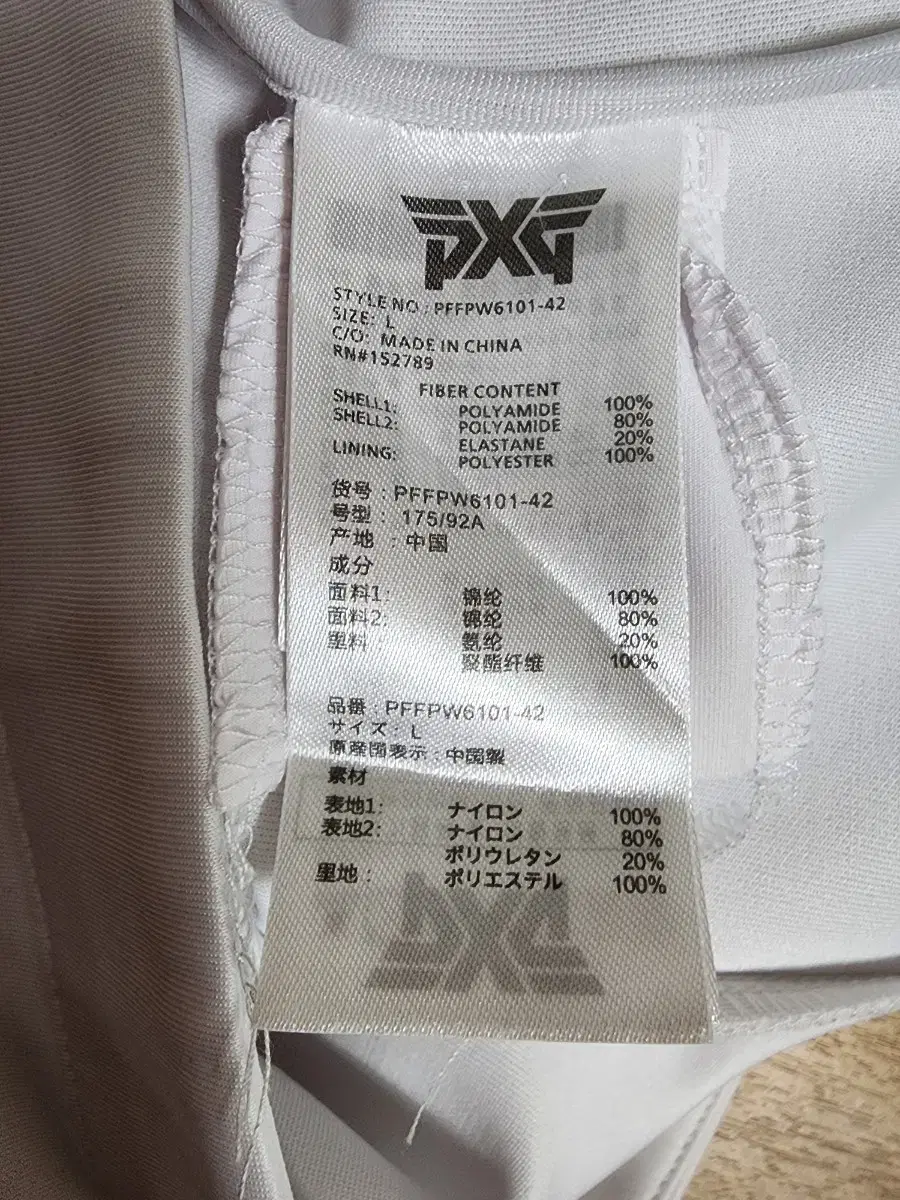 PXG
STYLE NO : PFFPW6101-42
SIZE: L
C/O: MADE IN CHINA
RN#152789
FIBER CONTENT
SHELL1: POLYAMIDE 100%
SHELL2: POLYAMIDE 80%
ELASTANE 20%
LINING: POLYESTER 100%
货号 : PFFPW6101-42
号型 : 175/92A
产地 : 中国
成分
面料1: 锦纶 100%
面料2: 锦纶 80%
里料 氨纶 20%
聚酯纤维 100%
品番 : PFFPW6101-42
サイズ : L
原産国表示 : 中国製
素材
表地1: ナイロン 100%
表地2: ナイロン 80%
ポリウレタン 20%
里地 : ポリエステル 100%